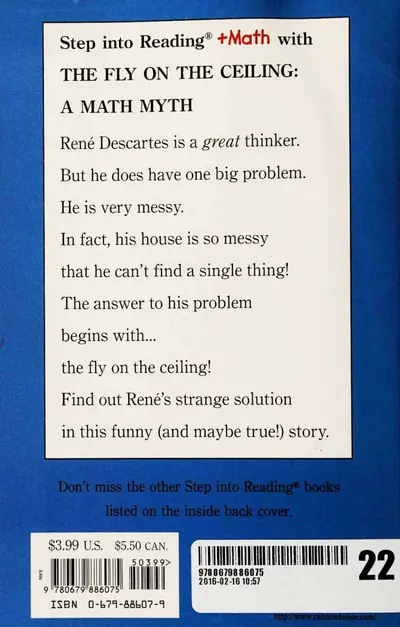 Step into Reading® +Math with
THE FLY ON THE CEILING:
A MATH MYTH
René Descartes is a great thinker.
But he does have one big problem.
He is very messy.
In fact, his house is so messy
that he can't find a single thing!
The answer to his problem
begins with...
the fly on the ceiling!
Find out René's strange solution
in this funny (and maybe true!) story.
Don't miss the other Step into Reading® books
listed on the inside back cover.
$3.99 U.S. $5.50 CAN.
50399>
9 780679 886075
ISBN 0-679-88607-9
9780679886075
2016-02-16 10:57
22